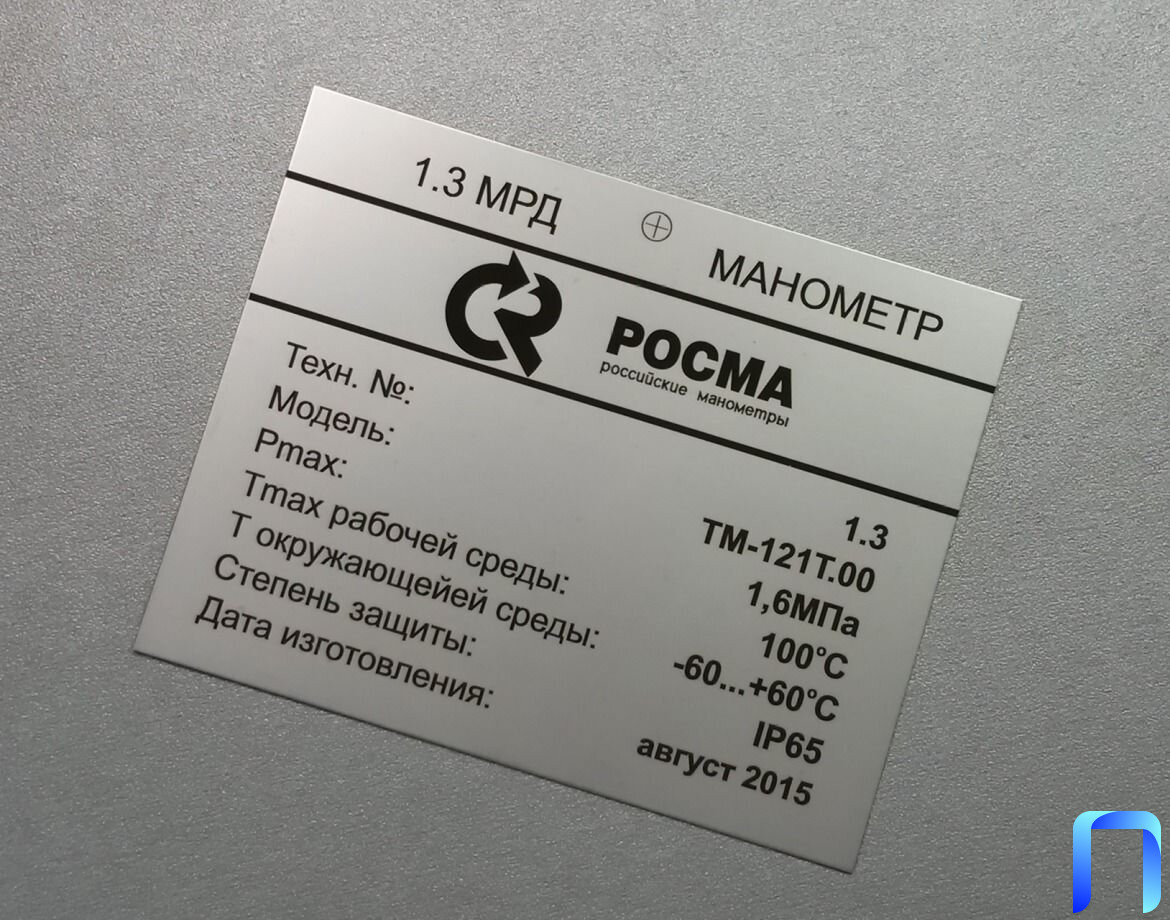 1.3 МРД МАНОМЕТР
РОСМА
российские манометры
Техн. №: 1.3
Модель: ТМ-121Т.00
Pmax: 1,6МПа
Tmax рабочей среды: 100°C
Т окружающейей среды: -60...+60°C
Степень защиты: IP65
Дата изготовления: август 2015